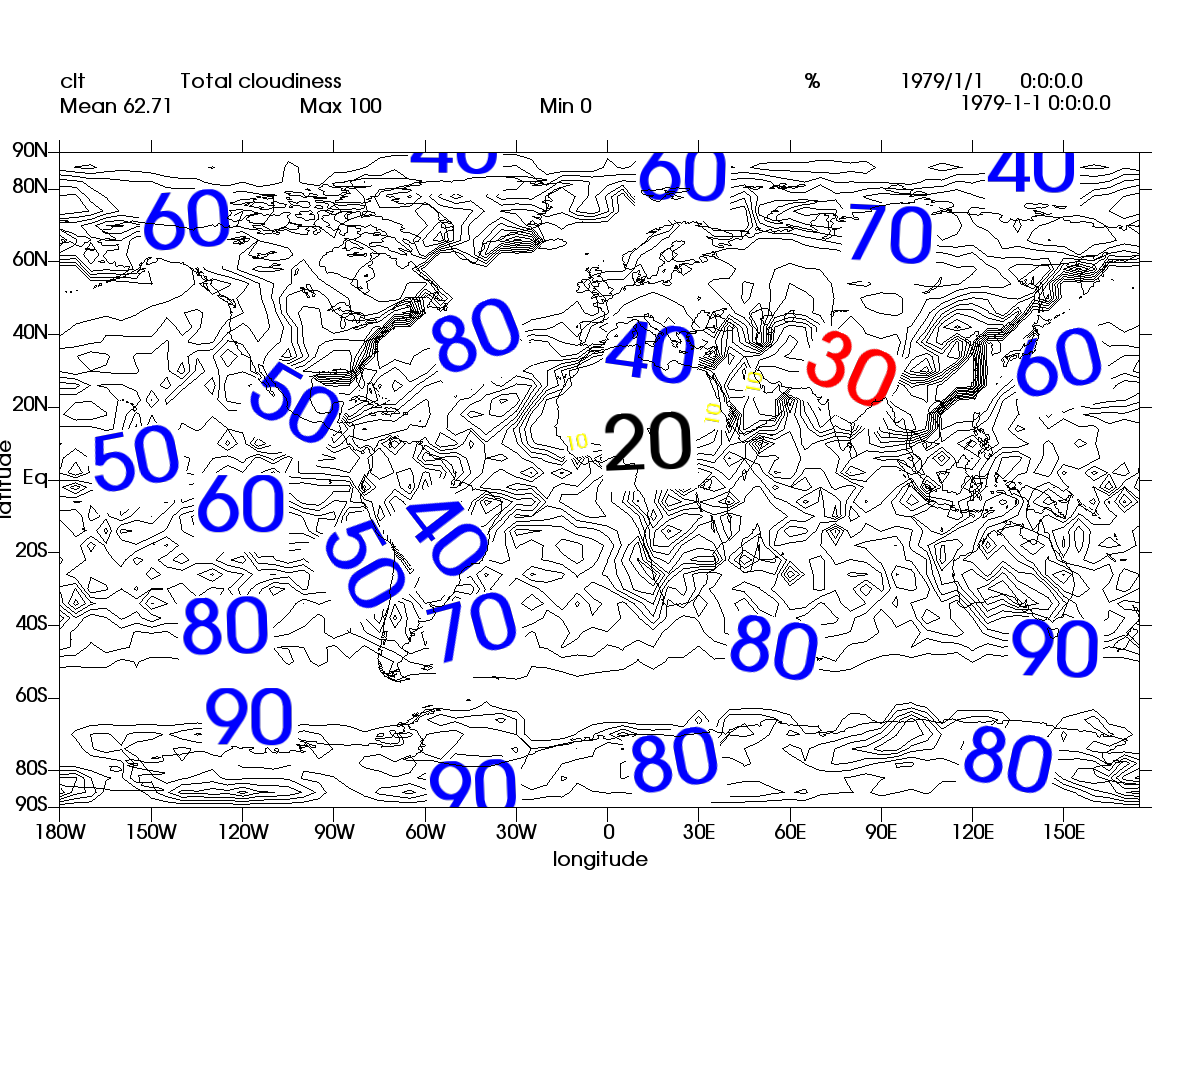 clt Total cloudiness % 1979/1/1 0:0:0.0
Mean 62.71 Max 100 Min 0 1979-1-1 0:0:0.0
90N
40 60 40
80N
60 70
60N
80
40N
40 30 60
10
50
20N
10
20
10
50
latitude
Eq
60
40
50
20S
80 70
40S
80 90
60S
90
80 80
80S
90
90S
180W 150W 120W 90W 60W 30W 0 30E 60E 90E 120E 150E
longitude